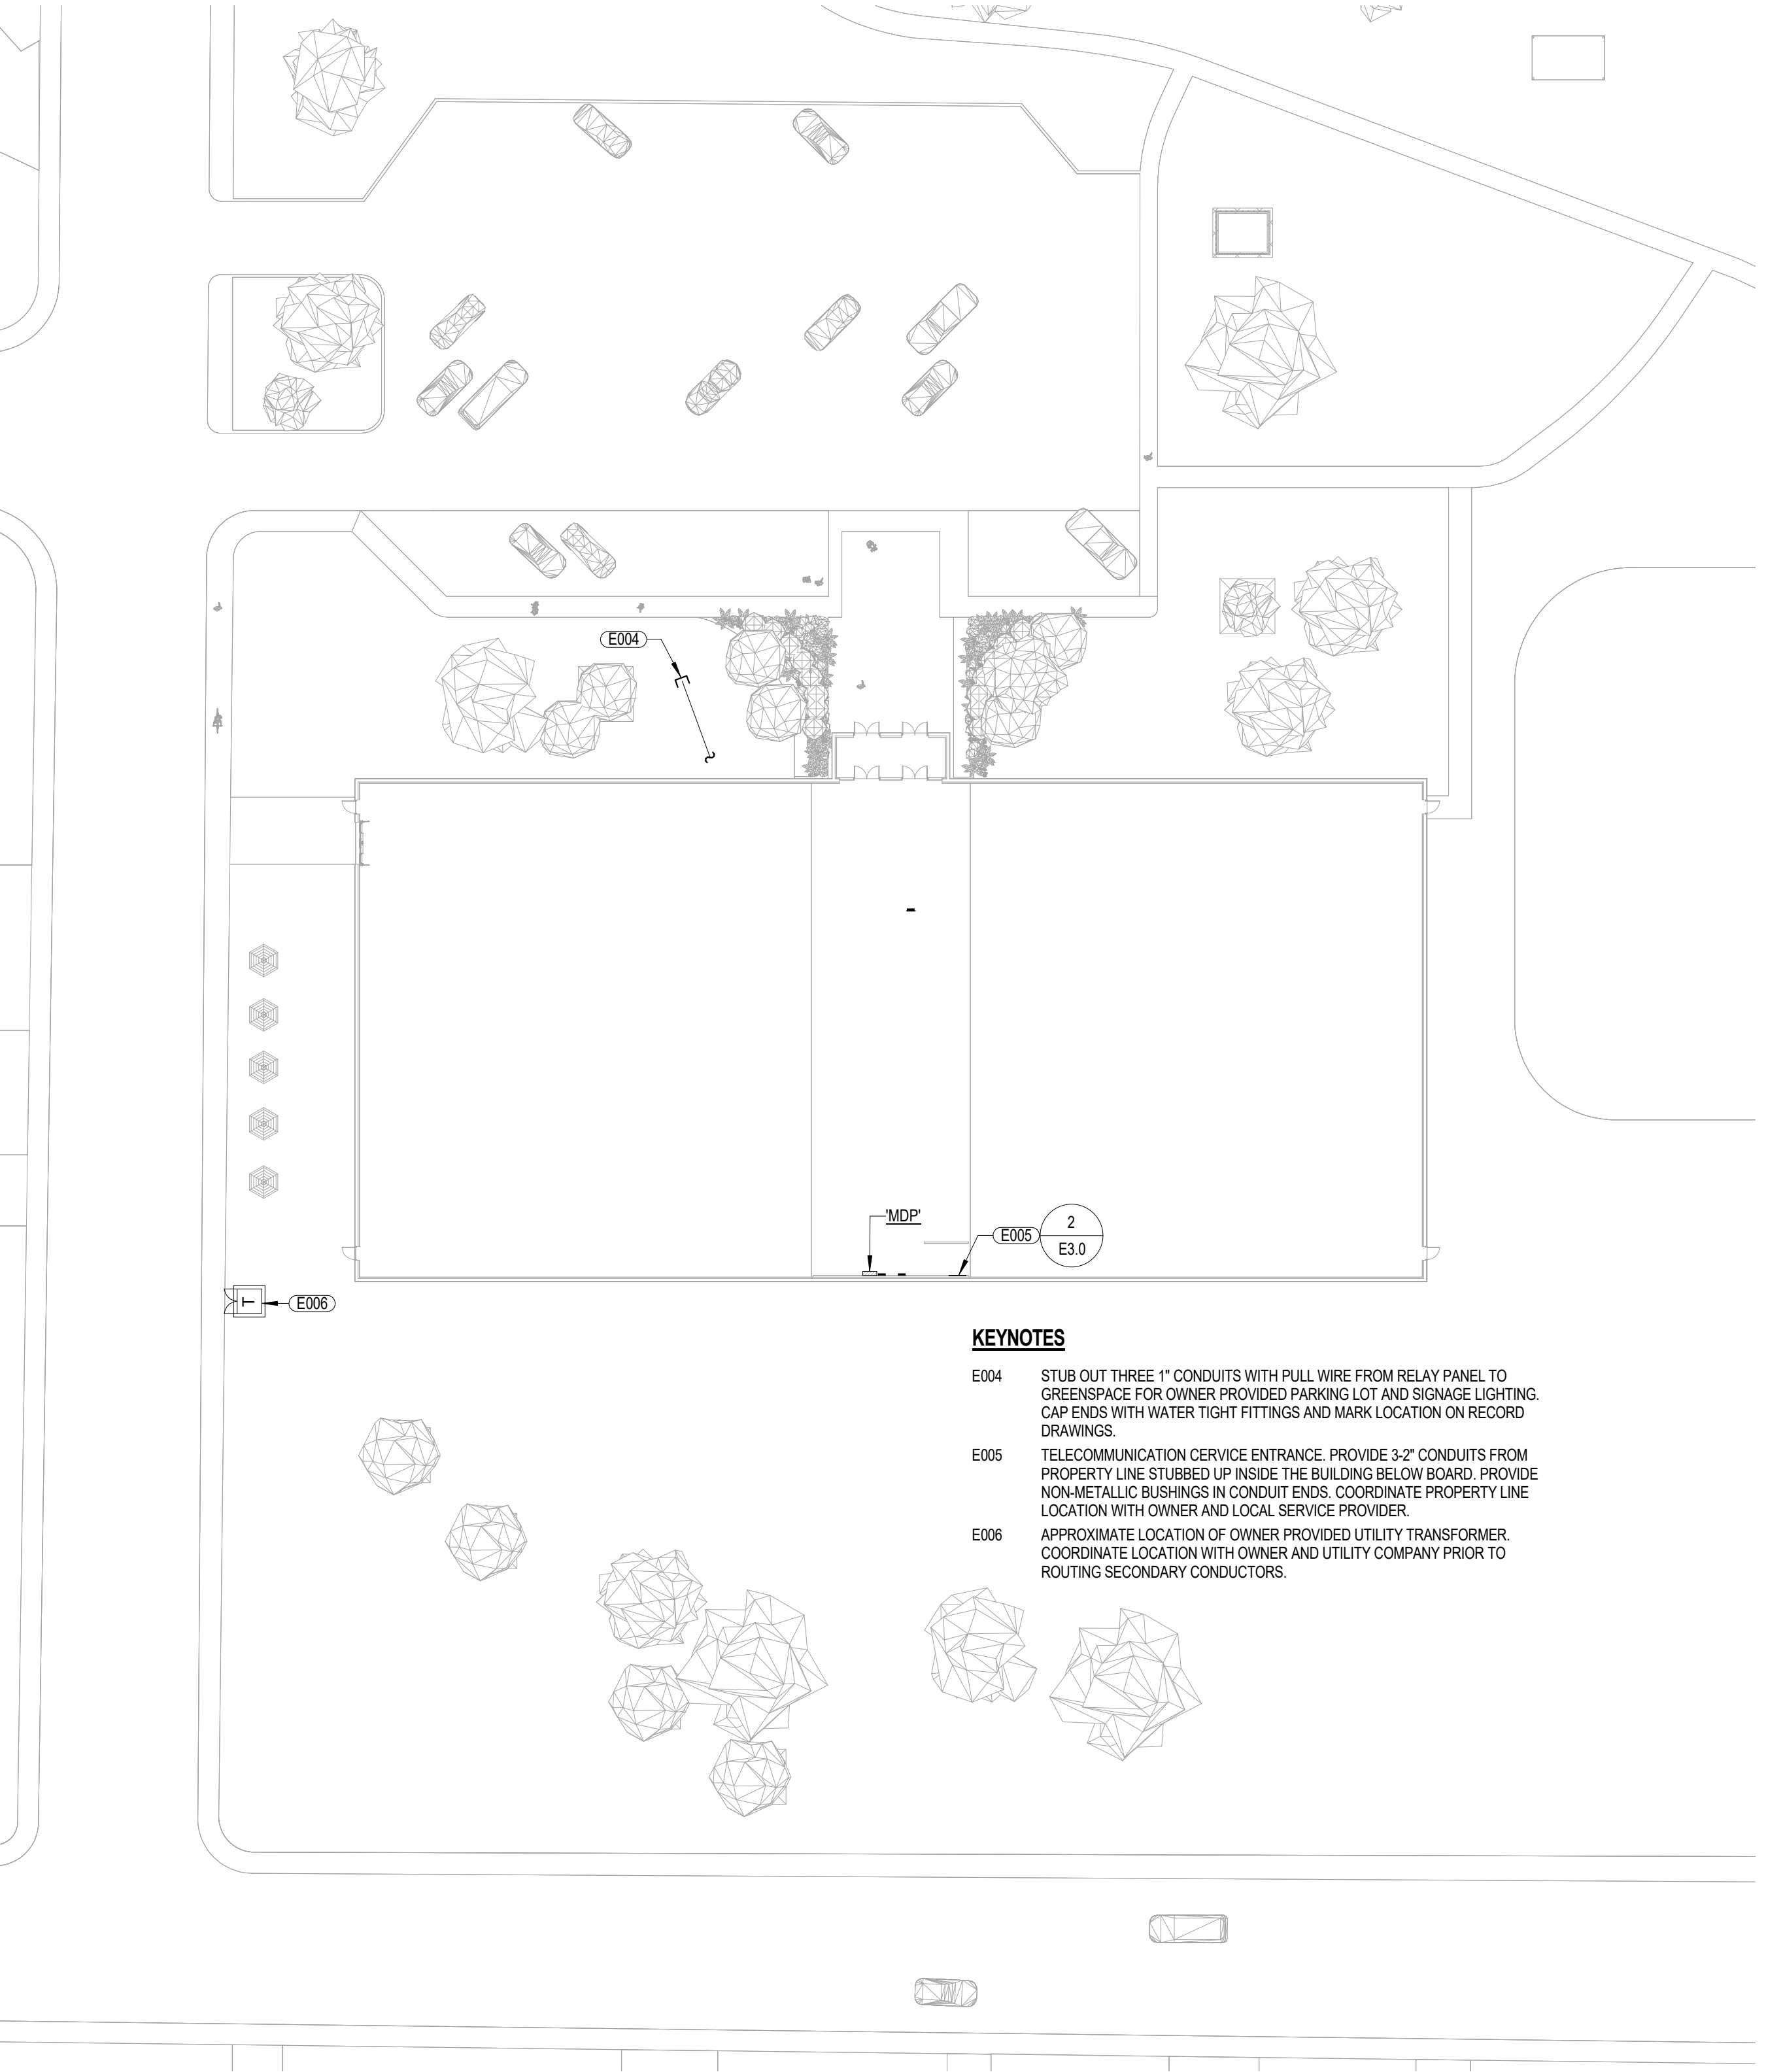 E004
'MDP'
E005
2
E3.0
T
E006
KEYNOTES
E004 STUB OUT THREE 1" CONDUITS WITH PULL WIRE FROM RELAY PANEL TO
GREENSPACE FOR OWNER PROVIDED PARKING LOT AND SIGNAGE LIGHTING.
CAP ENDS WITH WATER TIGHT FITTINGS AND MARK LOCATION ON RECORD
DRAWINGS.
E005 TELECOMMUNICATION CERVICE ENTRANCE. PROVIDE 3-2" CONDUITS FROM
PROPERTY LINE STUBBED UP INSIDE THE BUILDING BELOW BOARD. PROVIDE
NON-METALLIC BUSHINGS IN CONDUIT ENDS. COORDINATE PROPERTY LINE
LOCATION WITH OWNER AND LOCAL SERVICE PROVIDER.
E006 APPROXIMATE LOCATION OF OWNER PROVIDED UTILITY TRANSFORMER.
COORDINATE LOCATION WITH OWNER AND UTILITY COMPANY PRIOR TO
ROUTING SECONDARY CONDUCTORS.